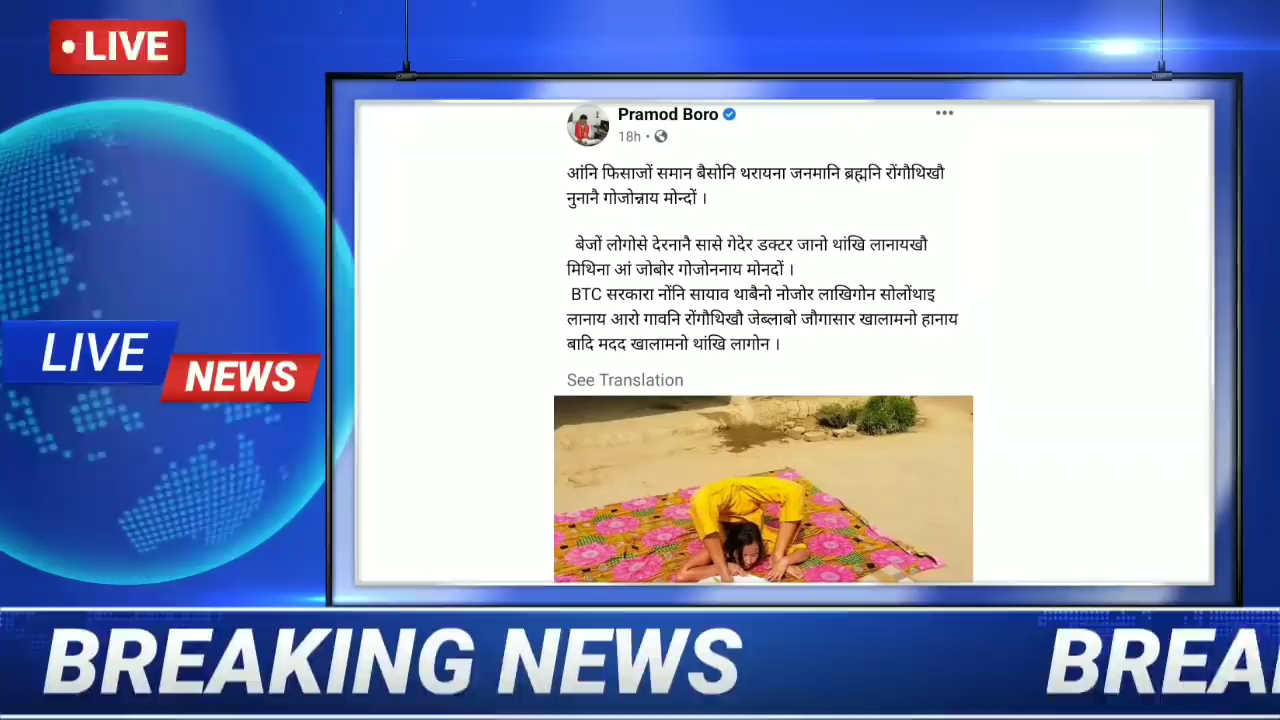 LIVE
Pramod Boro
18h
आंनि फिसाजों समान बैसोनि थरायना जनमानि ब्रह्मनि रोंगौथिखौ
नुनानै गोजोन्नाय मोन्दों ।
बेजों लोगोसे देरनानै सासे गेदेर डक्टर जानो थांखि लानायखौ
मिथिना आं जोबोर गोजोननाय मोनदों ।
BTC सरकारा नोंनि सायाव थाबैनो नोजोर लाखिगोन सोलोंथाइ
लानाय आरो गावनि रोंगौथिखौ जेब्लाबो जौगासार खालामनो हानाय
बादि मदद खालामनो थांखि लागोन ।
See Translation
LIVE
NEWS
BREAKING NEWS
BREA